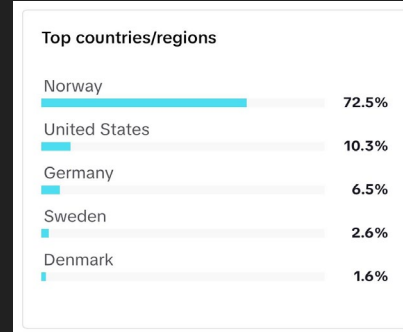 Top countries/regions
Norway
72.5%
United States
10.3%
Germany
6.5%
Sweden
2.6%
Denmark
1.6%